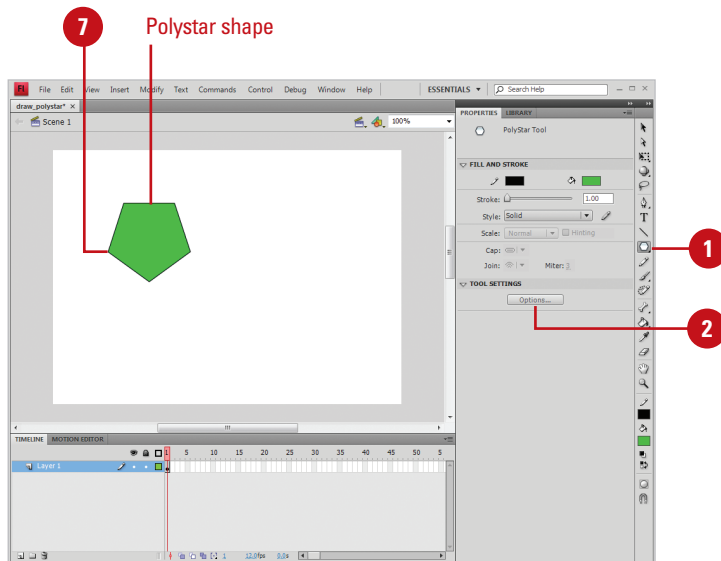 7 Polystar shape
FL File Edit View Insert Modify Text Commands Control Debug Window Help ESSENTIALS Search Help
draw_polystar* ×
Scene 1 100%
PROPERTIES LIBRARY
PolyStar Tool
FILL AND STROKE
Stroke: 1.00
Style: Solid
Scale: Normal Hinting
Cap:
Join: Miter: 3
TOOL SETTINGS
Options...
1
2
TIMELINE MOTION EDITOR
1 5 10 15 20 25 30 35 40 45 50 5
Layer 1
1 12.0fps 0.0s